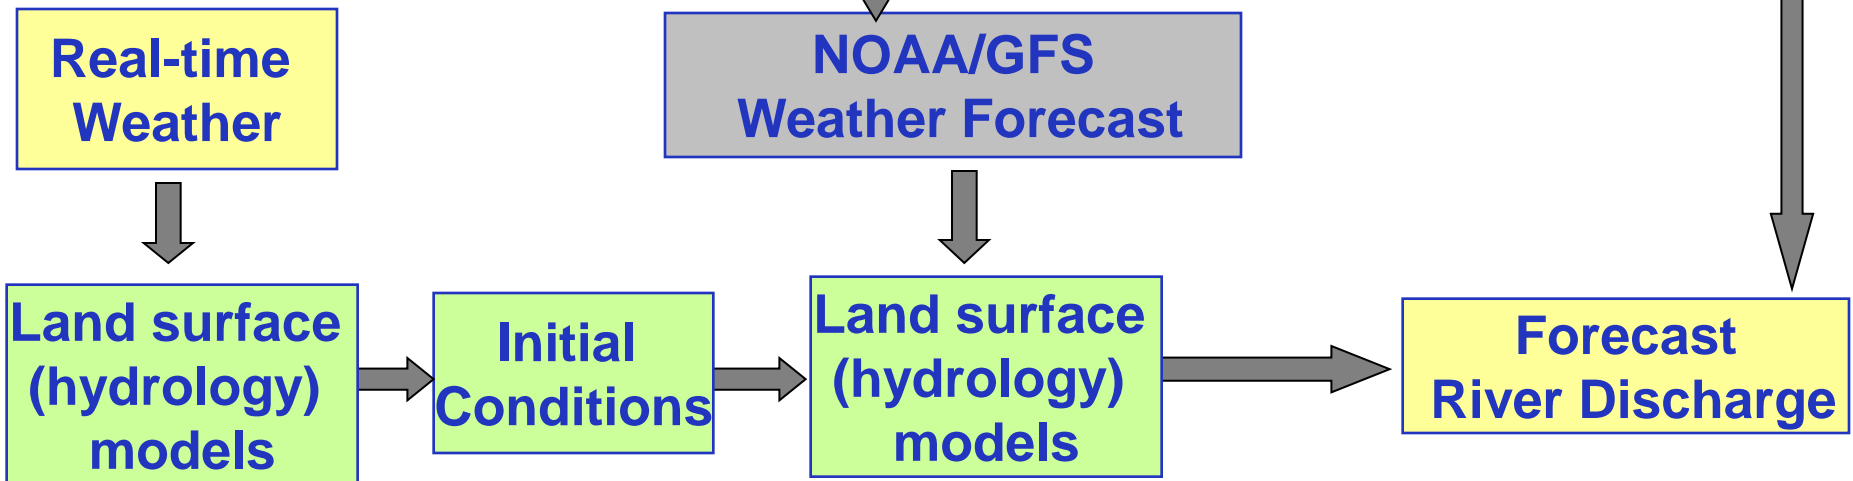 Real-time
Weather
NOAA/GFS
Weather Forecast
Land surface
(hydrology)
models
Initial
Conditions
Land surface
(hydrology)
models
Forecast
River Discharge